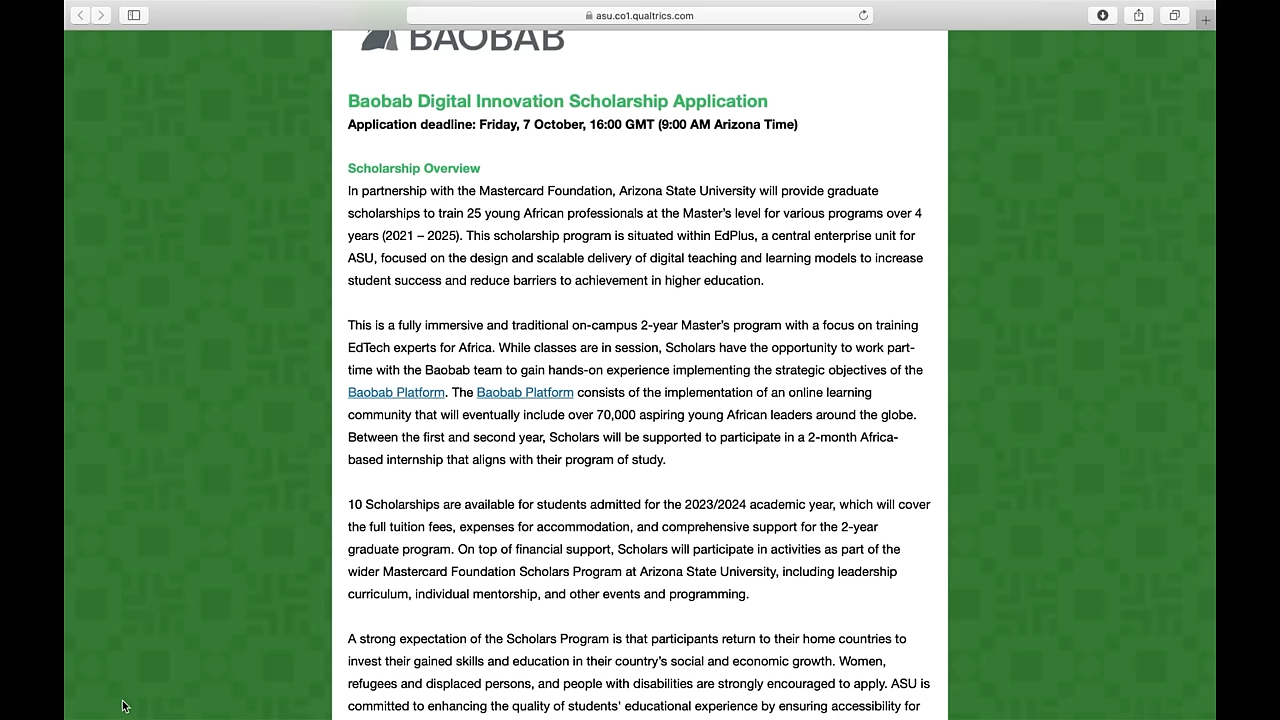 asu.co1.qualtrics.com
BAOBAB
Baobab Digital Innovation Scholarship Application
Application deadline: Friday, 7 October, 16:00 GMT (9:00 AM Arizona Time)
Scholarship Overview
In partnership with the Mastercard Foundation, Arizona State University will provide graduate
scholarships to train 25 young African professionals at the Master’s level for various programs over 4
years (2021 – 2025). This scholarship program is situated within EdPlus, a central enterprise unit for
ASU, focused on the design and scalable delivery of digital teaching and learning models to increase
student success and reduce barriers to achievement in higher education.
This is a fully immersive and traditional on-campus 2-year Master’s program with a focus on training
EdTech experts for Africa. While classes are in session, Scholars have the opportunity to work part-
time with the Baobab team to gain hands-on experience implementing the strategic objectives of the
Baobab Platform. The Baobab Platform consists of the implementation of an online learning
community that will eventually include over 70,000 aspiring young African leaders around the globe.
Between the first and second year, Scholars will be supported to participate in a 2-month Africa-
based internship that aligns with their program of study.
10 Scholarships are available for students admitted for the 2023/2024 academic year, which will cover
the full tuition fees, expenses for accommodation, and comprehensive support for the 2-year
graduate program. On top of financial support, Scholars will participate in activities as part of the
wider Mastercard Foundation Scholars Program at Arizona State University, including leadership
curriculum, individual mentorship, and other events and programming.
A strong expectation of the Scholars Program is that participants return to their home countries to
invest their gained skills and education in their country’s social and economic growth. Women,
refugees and displaced persons, and people with disabilities are strongly encouraged to apply. ASU is
committed to enhancing the quality of students' educational experience by ensuring accessibility for